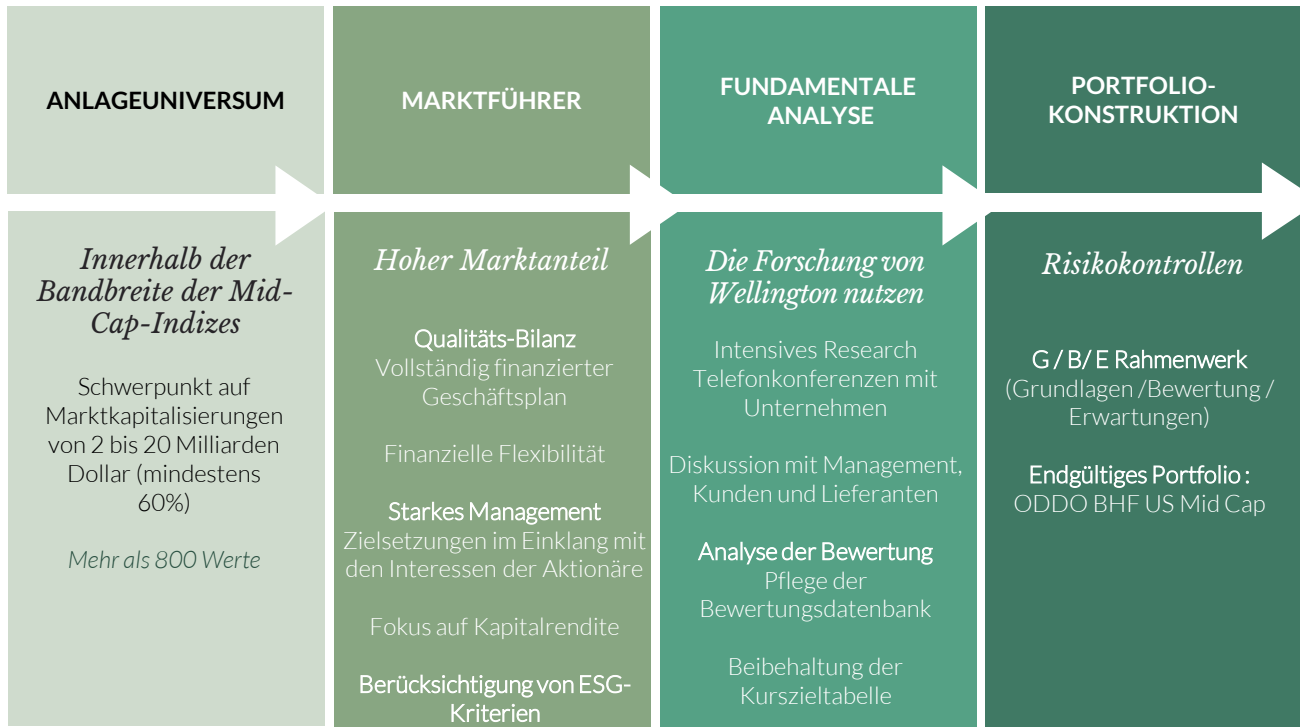 ANLAGEUNIVERSUM
MARKTFÜHRER
FUNDAMENTALE
ANALYSE
PORTFOLIO-
KONSTRUKTION
Innerhalb der
Bandbreite der Mid-
Cap-Indizes
Schwerpunkt auf
Marktkapitalisierungen
von 2 bis 20 Milliarden
Dollar (mindestens
60%)
Mehr als 800 Werte
Hoher Marktanteil
Qualitäts-Bilanz
Vollständig finanzierter
Geschäftsplan
Finanzielle Flexibilität
Starkes Management
Zielsetzungen im Einklang mit
den Interessen der Aktionäre
Fokus auf Kapitalrendite
Berücksichtigung von ESG-
Kriterien
Die Forschung von
Wellington nutzen
Intensives Research
Telefonkonferenzen mit
Unternehmen
Diskussion mit Management,
Kunden und Lieferanten
Analyse der Bewertung
Pflege der
Bewertungsdatenbank
Beibehaltung der
Kurszieltabelle
Risikokontrollen
G / B/ E Rahmenwerk
(Grundlagen /Bewertung /
Erwartungen)
Endgültiges Portfolio :
ODDO BHF US Mid Cap